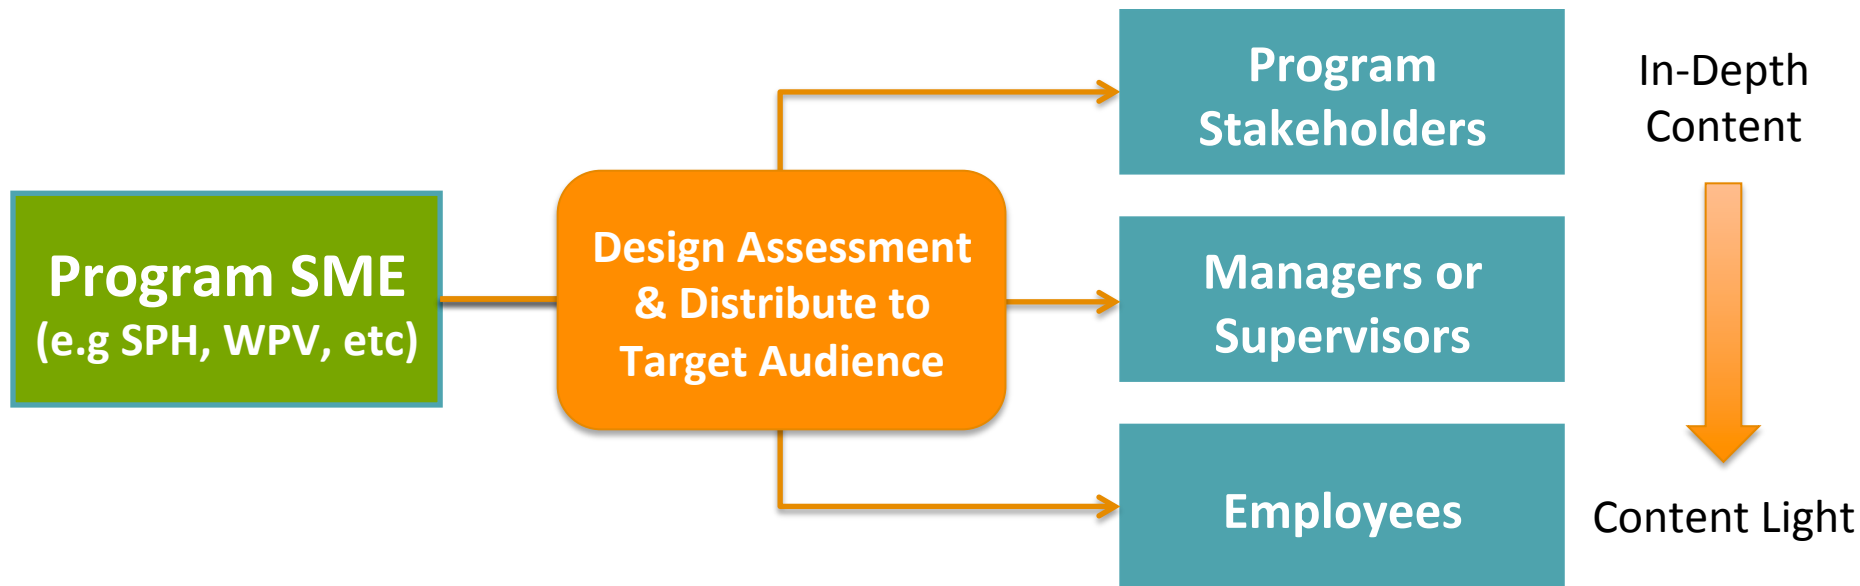 Program SME
(e.g SPH, WPV, etc)
Design Assessment
& Distribute to
Target Audience
Program
Stakeholders
Managers or
Supervisors
Employees
In-Depth
Content
Content Light